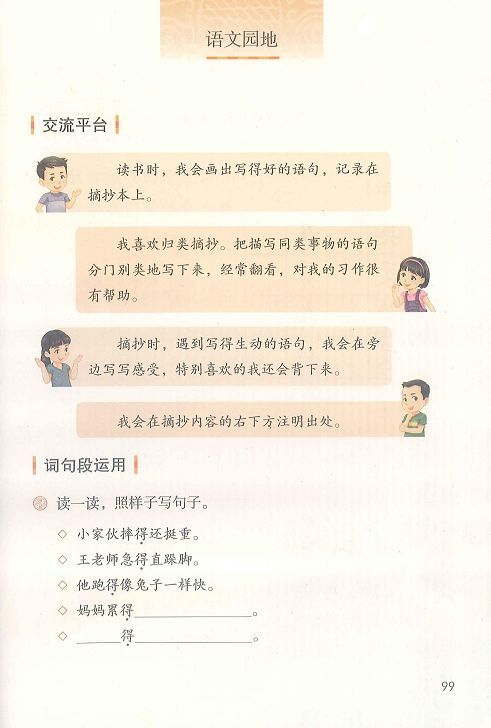 语文园地
交流平台
读书时，我会画出写得好的语句，记录在
摘抄本上。
我喜欢归类摘抄。把描写同类事物的语句
分门别类地写下来，经常翻看，对我的习作很
有帮助。
摘抄时，遇到写得生动的语句，我会在旁
边写写感受，特别喜欢的我还会背下来。
我会在摘抄内容的右下方注明出处。
词句段运用
读一读，照样子写句子。
◇ 小家伙摔得还挺重。
◇ 王老师急得直跺脚。
◇ 他跑得像兔子一样快。
◇ 妈妈累得____________。
◇ _____得____________。
99